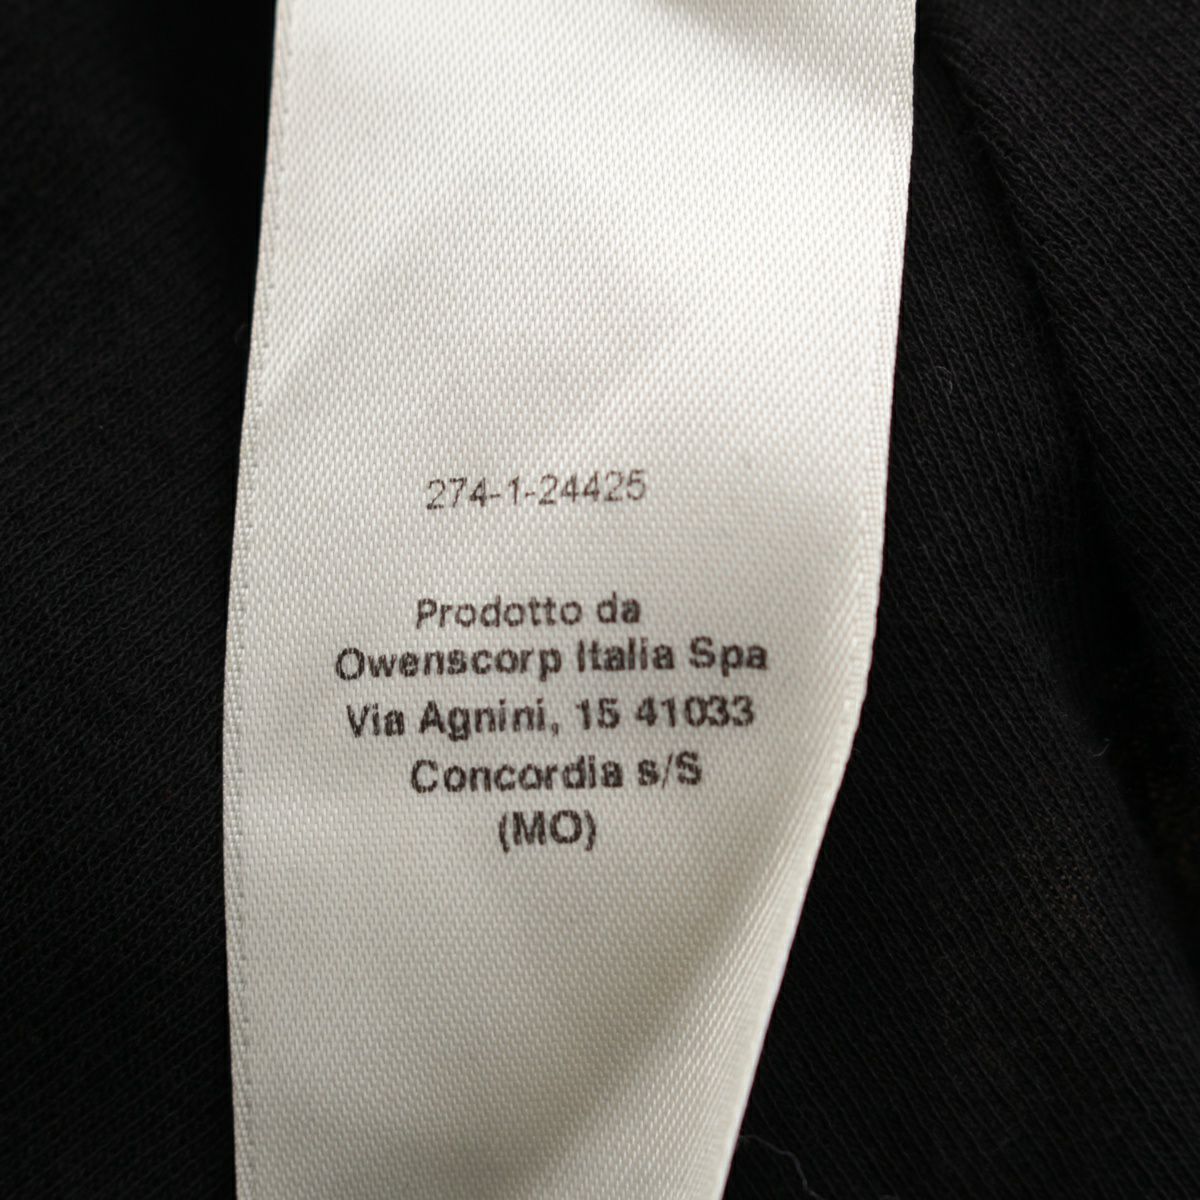 274-1-24425
Prodotto da
Owenscorp Italia Spa
Via Agnini, 15 41033
Concordia s/S
(MO)